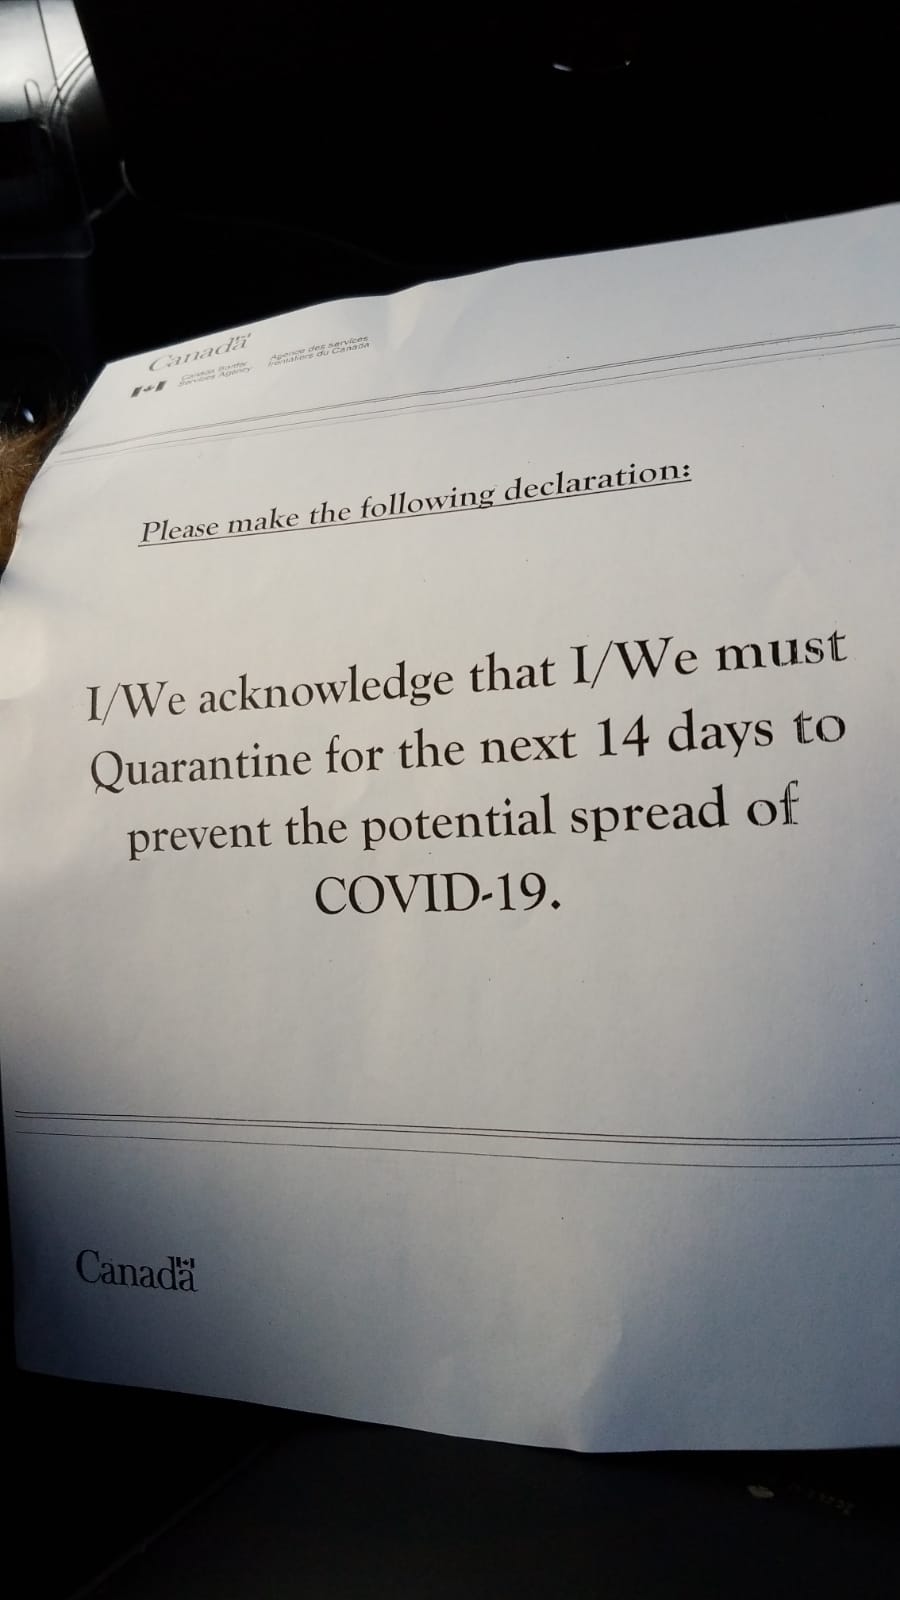 Canada
Canada Border
Services Agency
Agence des services
frontaliers du Canada
Please make the following declaration:
I/We acknowledge that I/We must
Quarantine for the next 14 days to
prevent the potential spread of
COVID-19.
Canada